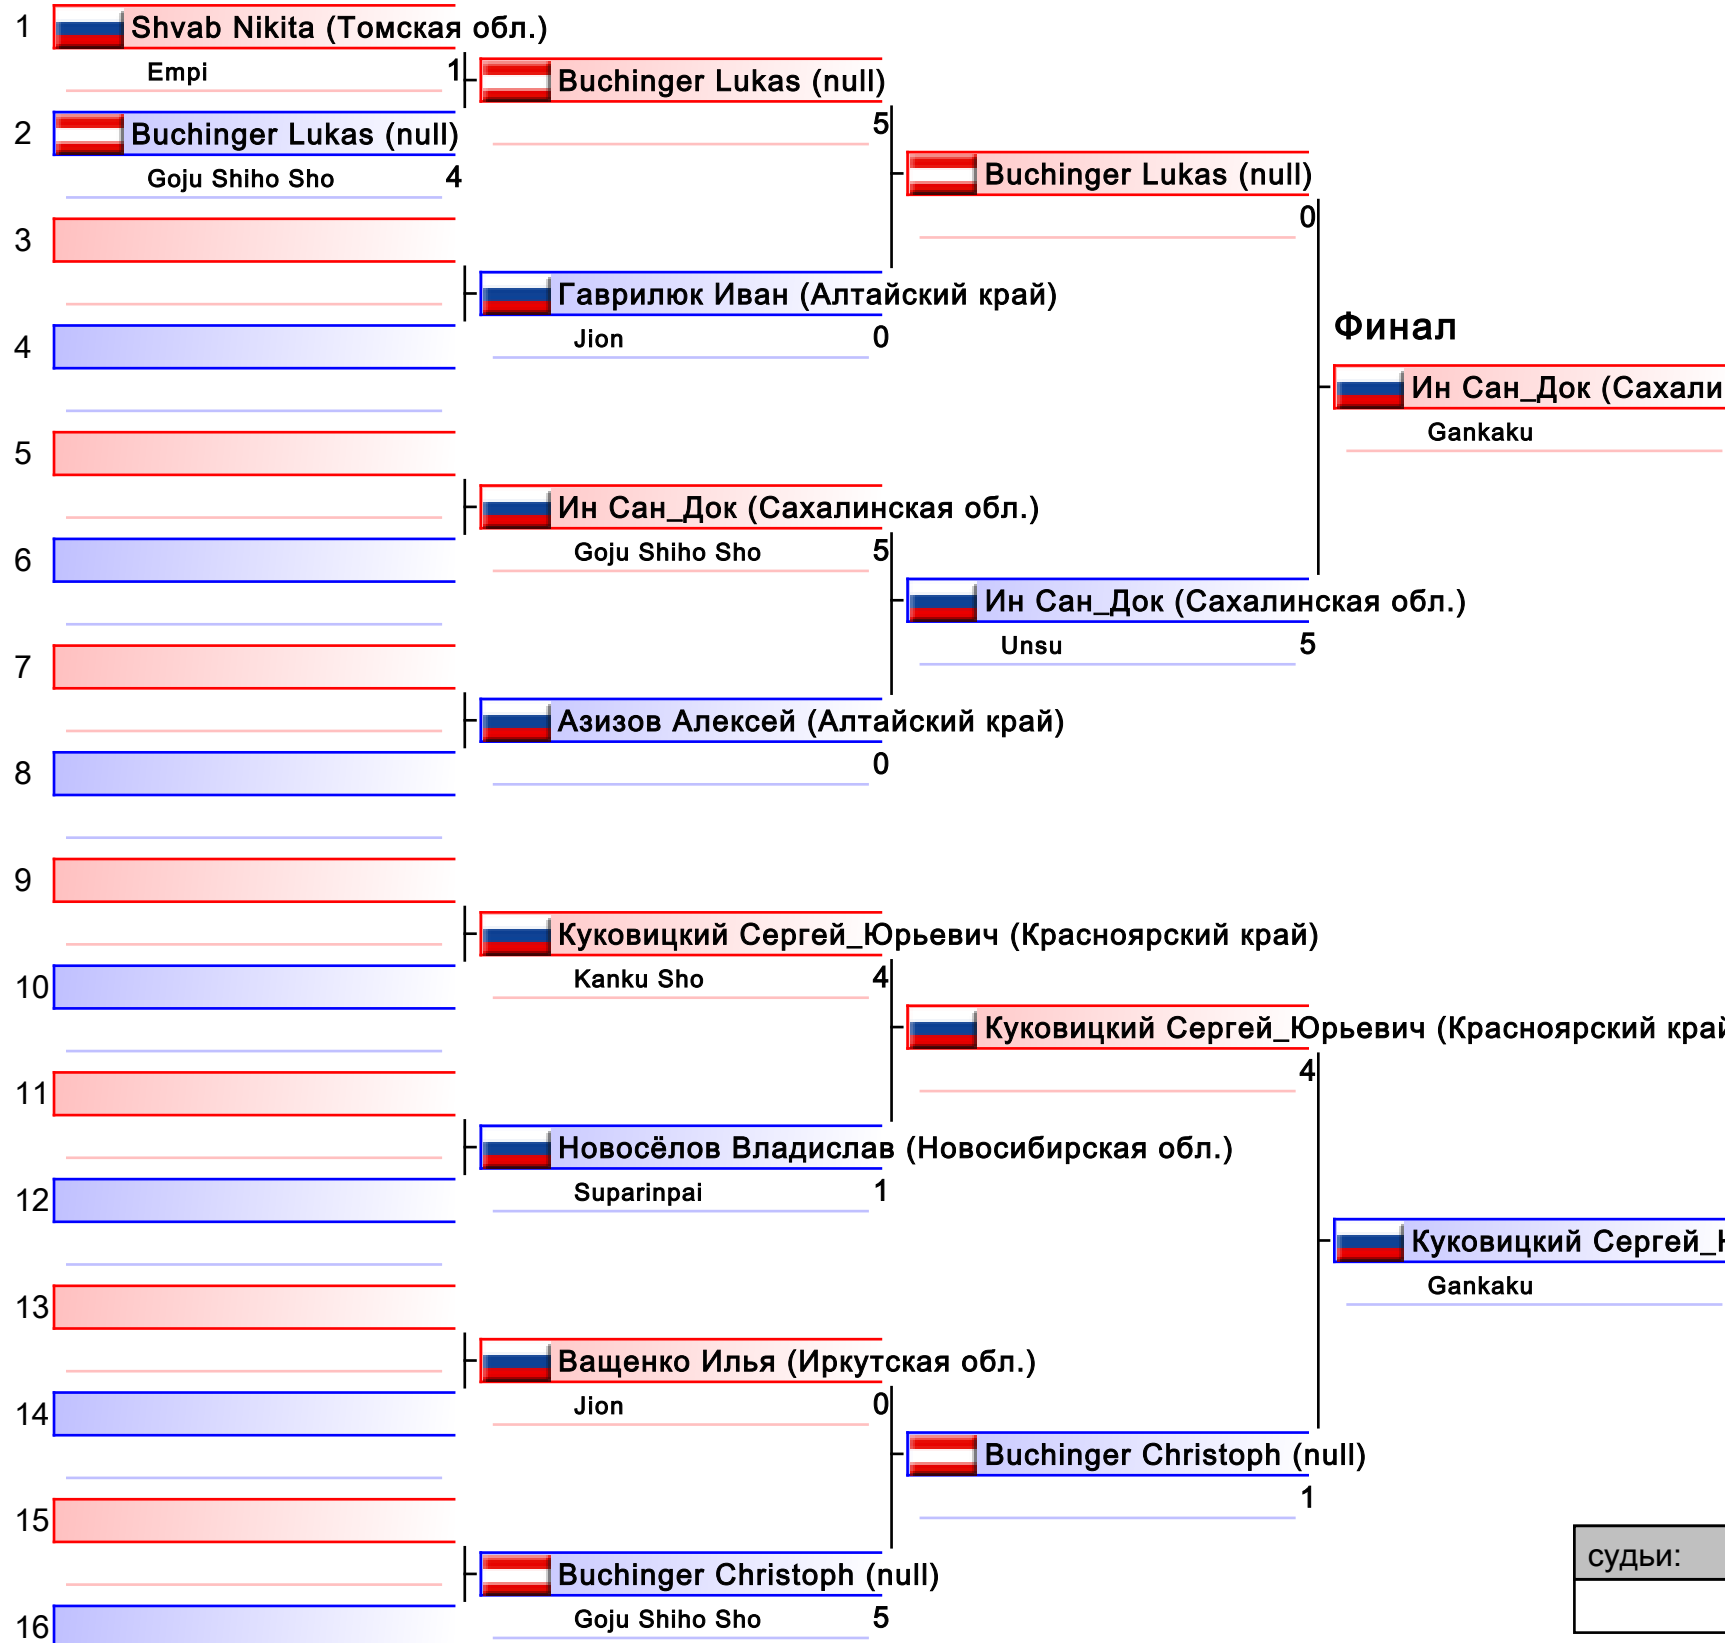 1
Shvab Nikita (Томская обл.)
Empi
1
Buchinger Lukas (null)
5
2
Buchinger Lukas (null)
Goju Shiho Sho
4
Buchinger Lukas (null)
0
3
Гаврилюк Иван (Алтайский край)
Jion
0
4
Финал
Ин Сан_Док (Сахали
Gankaku
5
Ин Сан_Док (Сахалинская обл.)
Goju Shiho Sho
5
6
Ин Сан_Док (Сахалинская обл.)
Unsu
5
7
Азизов Алексей (Алтайский край)
0
8
9
Куковицкий Сергей_Юрьевич (Красноярский край)
Kanku Sho
4
10
Куковицкий Сергей_Юрьевич (Красноярский край
4
11
Новосёлов Владислав (Новосибирская обл.)
Suparinpai
1
12
Куковицкий Сергей_
Gankaku
13
Ващенко Илья (Иркутская обл.)
Jion
0
14
Buchinger Christoph (null)
1
15
Buchinger Christoph (null)
Goju Shiho Sho
5
16
судьи: